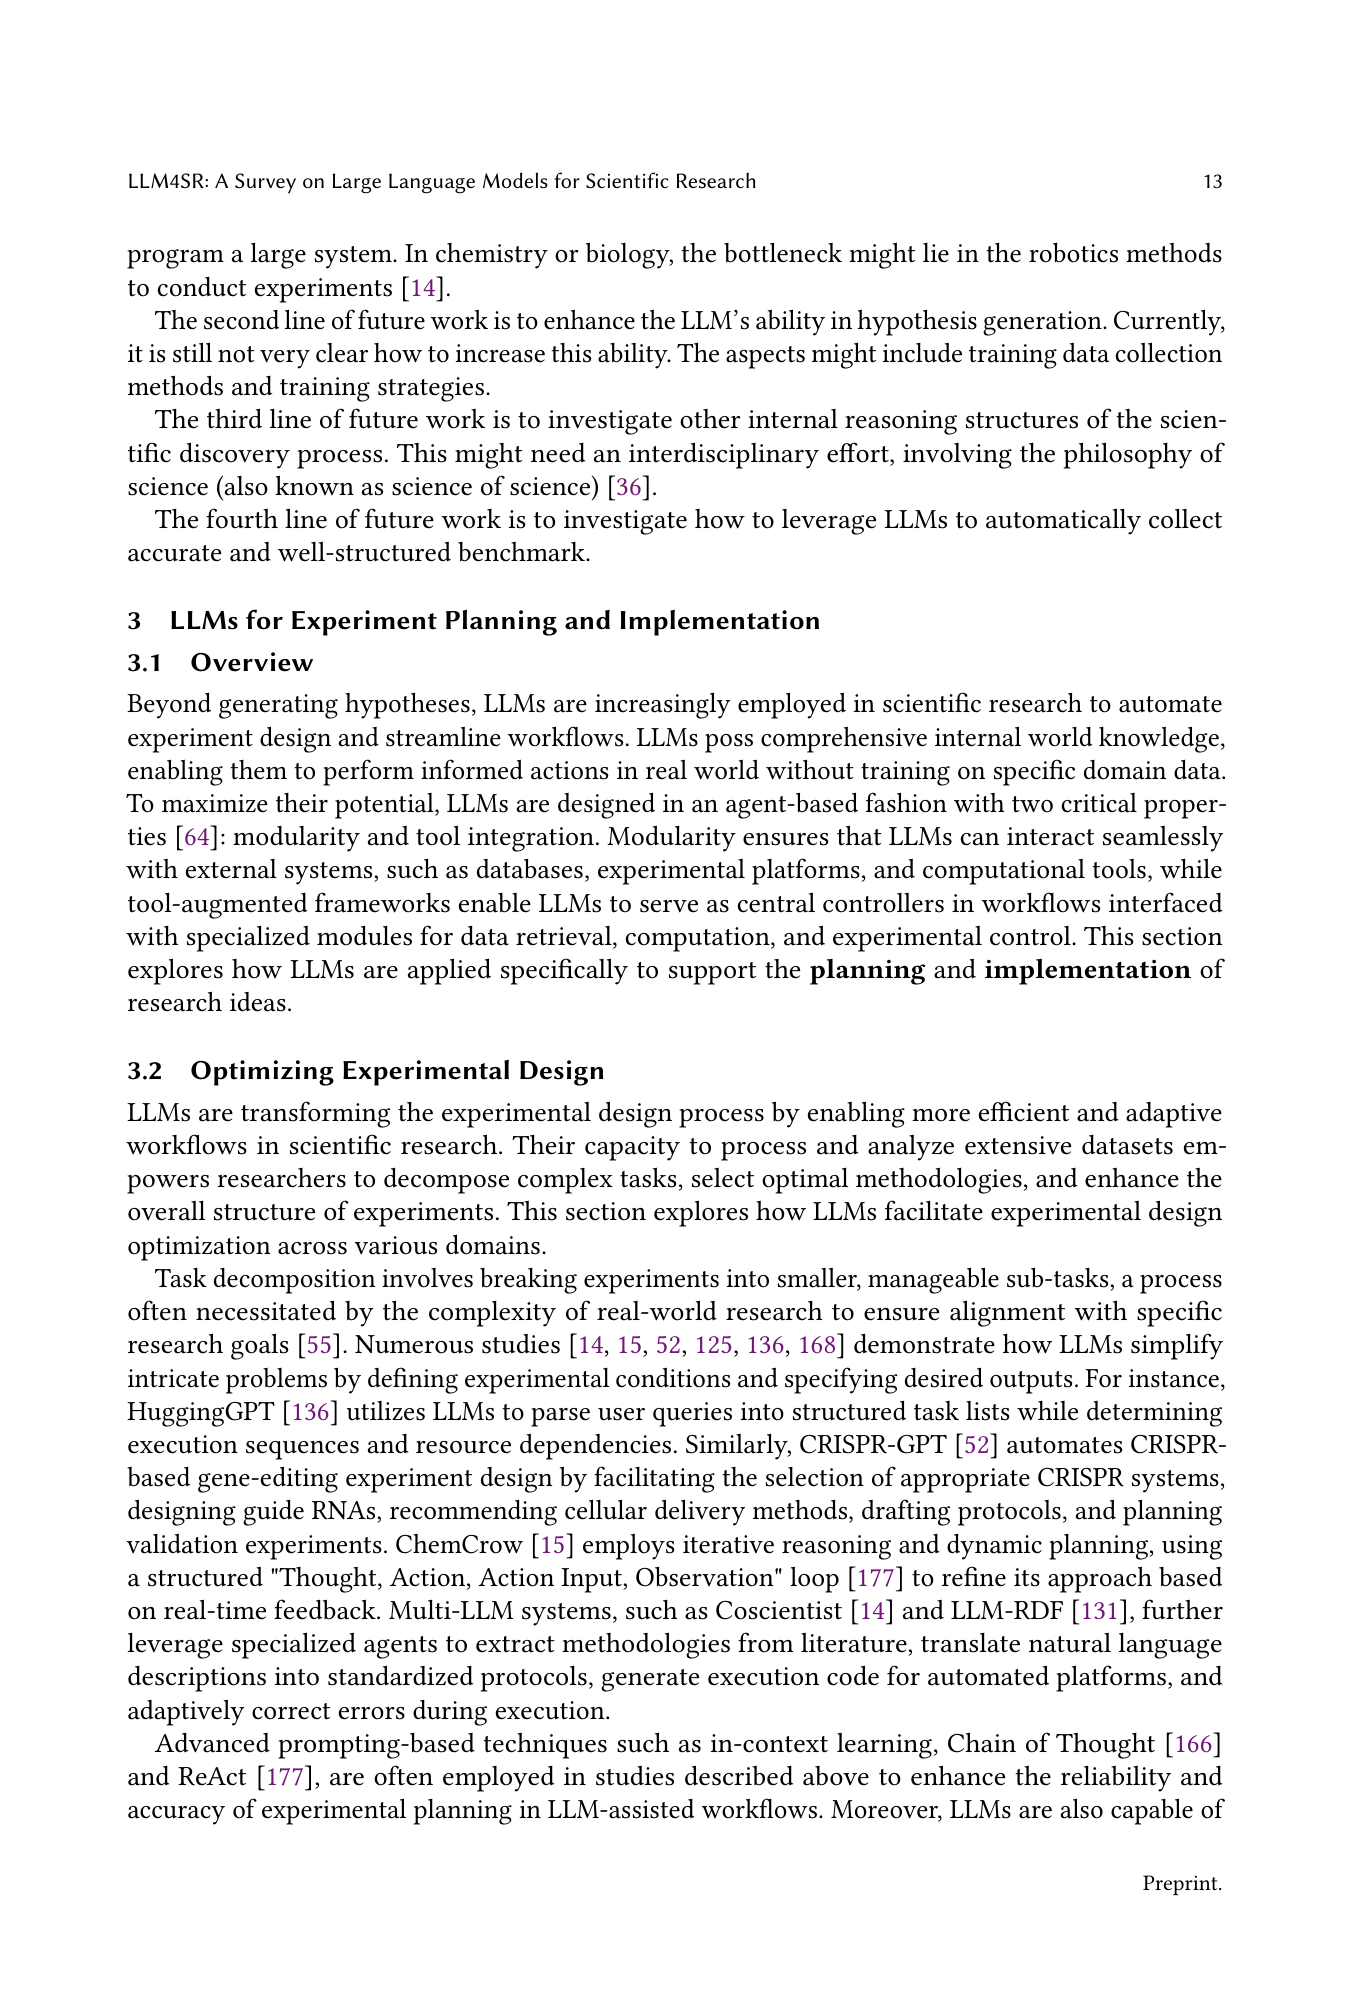 LLM4SR: A Survey on Large Language Models for Scientific Research 13
program a large system. In chemistry or biology, the bottleneck might lie in the robotics methods
to conduct experiments [14].
The second line of future work is to enhance the LLM's ability in hypothesis generation. Currently,
it is still not very clear how to increase this ability. The aspects might include training data collection
methods and training strategies.
The third line of future work is to investigate other internal reasoning structures of the scien-
tific discovery process. This might need an interdisciplinary effort, involving the philosophy of
science (also known as science of science) [36].
The fourth line of future work is to investigate how to leverage LLMs to automatically collect
accurate and well-structured benchmark.
3 LLMs for Experiment Planning and Implementation
3.1 Overview
Beyond generating hypotheses, LLMs are increasingly employed in scientific research to automate
experiment design and streamline workflows. LLMs poss comprehensive internal world knowledge,
enabling them to perform informed actions in real world without training on specific domain data.
To maximize their potential, LLMs are designed in an agent-based fashion with two critical proper-
ties [64]: modularity and tool integration. Modularity ensures that LLMs can interact seamlessly
with external systems, such as databases, experimental platforms, and computational tools, while
tool-augmented frameworks enable LLMs to serve as central controllers in workflows interfaced
with specialized modules for data retrieval, computation, and experimental control. This section
explores how LLMs are applied specifically to support the planning and implementation of
research ideas.
3.2 Optimizing Experimental Design
LLMs are transforming the experimental design process by enabling more efficient and adaptive
workflows in scientific research. Their capacity to process and analyze extensive datasets em-
powers researchers to decompose complex tasks, select optimal methodologies, and enhance the
overall structure of experiments. This section explores how LLMs facilitate experimental design
optimization across various domains.
Task decomposition involves breaking experiments into smaller, manageable sub-tasks, a process
often necessitated by the complexity of real-world research to ensure alignment with specific
research goals [55]. Numerous studies [14, 15, 52, 125, 136, 168] demonstrate how LLMs simplify
intricate problems by defining experimental conditions and specifying desired outputs. For instance,
HuggingGPT [136] utilizes LLMs to parse user queries into structured task lists while determining
execution sequences and resource dependencies. Similarly, CRISPR-GPT [52] automates CRISPR-
based gene-editing experiment design by facilitating the selection of appropriate CRISPR systems,
designing guide RNAs, recommending cellular delivery methods, drafting protocols, and planning
validation experiments. ChemCrow [15] employs iterative reasoning and dynamic planning, using
a structured "Thought, Action, Action Input, Observation" loop [177] to refine its approach based
on real-time feedback. Multi-LLM systems, such as Coscientist [14] and LLM-RDF [131], further
leverage specialized agents to extract methodologies from literature, translate natural language
descriptions into standardized protocols, generate execution code for automated platforms, and
adaptively correct errors during execution.
Advanced prompting-based techniques such as in-context learning, Chain of Thought [166]
and ReAct [177], are often employed in studies described above to enhance the reliability and
accuracy of experimental planning in LLM-assisted workflows. Moreover, LLMs are also capable of
Preprint.